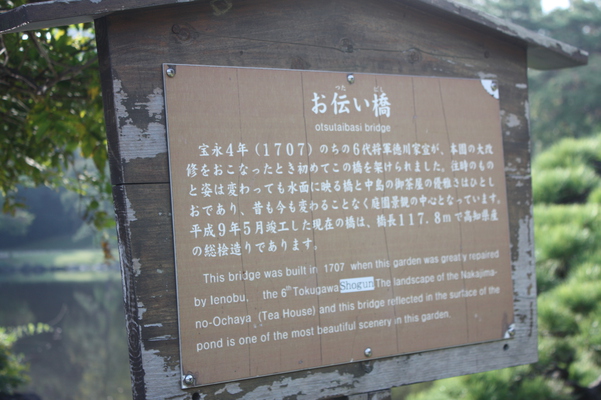 つた ばし
お伝い橋
otsutaibasi bridge
宝永4年(1707)のちの6代将軍徳川家宣が、本園の大改
修をおこなったとき初めてこの橋を架けられました。往時のもの
と姿は変わっても水面に映る橋と中島の御茶屋の優雅さはひとし
おであり、昔も今も変わることなく庭園景観の中心となっています。
平成9年5月竣工した現在の橋は、橋長117.8mで高知県産
の総桧造りであります。
This bridge was built in 1707 when this garden was greatly repaired
by Ienobu, the 6th Tokugawa Shogun. The landscape of the Nakajima-
no-Ochaya (Tea House) and this bridge reflected in the surface of the
pond is one of the most beautiful scenery in this garden.